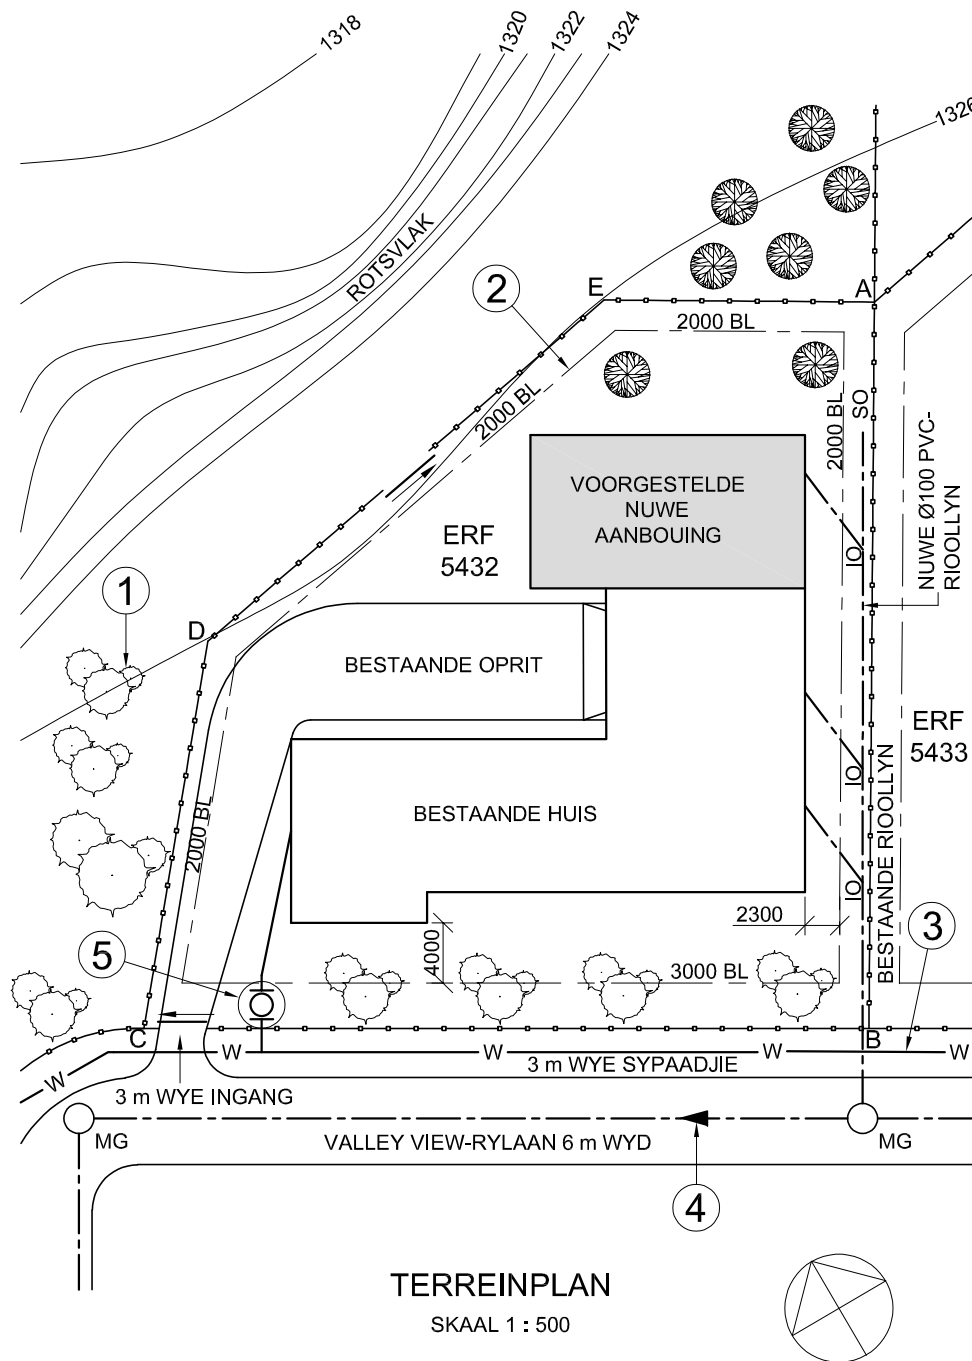 1318
1320
1322
1324
1326
ROTSVLAK
2
E
A
2000 BL
2000 BL
2000 BL
SO
NUWE Ø100 PVC-
RIOOLLYN
VOORGESTELDE
NUWE
AANBOUING
ERF
5432
IO
1
D
BESTAANDE OPRIT
ERF
5433
IO
BESTAANDE HUIS
2000 BL
BESTAANDE RIOOLLYN
IO
2300
3
5
4000
3000 BL
C
B
W
W
W
W
W
3 m WYE SYPAADJIE
3 m WYE INGANG
MG
VALLEY VIEW-RYLAAN 6 m WYD
MG
4
TERREINPLAN
SKAAL 1 : 500